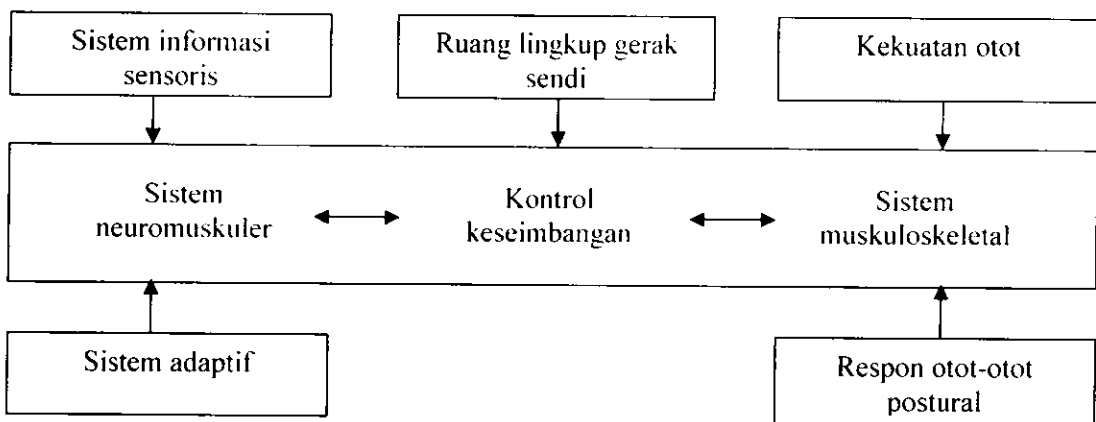 Sistem informasi
sensoris
Ruang lingkup gerak
sendi
Kekuatan otot
Sistem
neuromuskuler
Kontrol
keseimbangan
Sistem
muskuloskeletal
Sistem adaptif
Respon otot-otot
postural